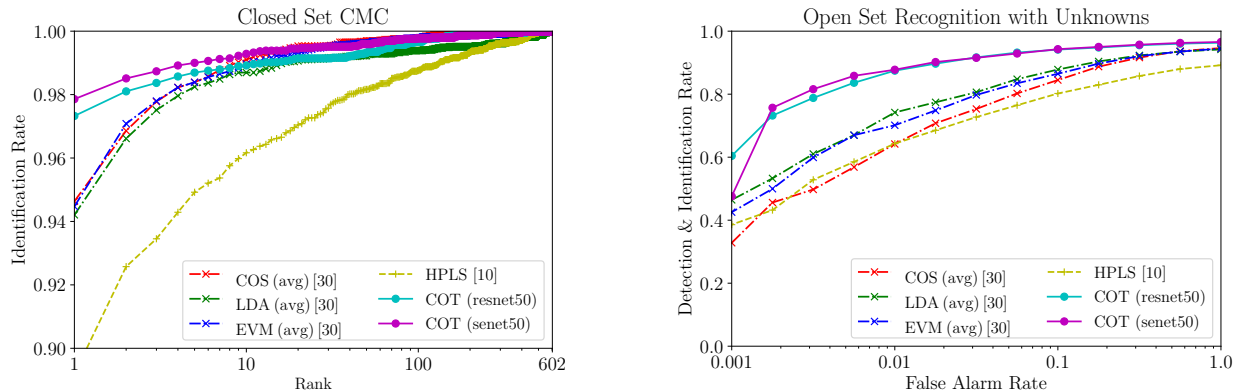 Closed Set CMC
1.00
0.98
0.96
0.94
0.92
0.90
Identification Rate
1
10
100
602
Rank
COS (avg) [30]
LDA (avg) [30]
EVM (avg) [30]
HPLS [10]
COT (resnet50)
COT (senet50)
Open Set Recognition with Unknowns
1.0
0.8
0.6
0.4
0.2
0.0
Detection & Identification Rate
0.001
0.01
0.1
1.0
False Alarm Rate
COS (avg) [30]
LDA (avg) [30]
EVM (avg) [30]
HPLS [10]
COT (resnet50)
COT (senet50)